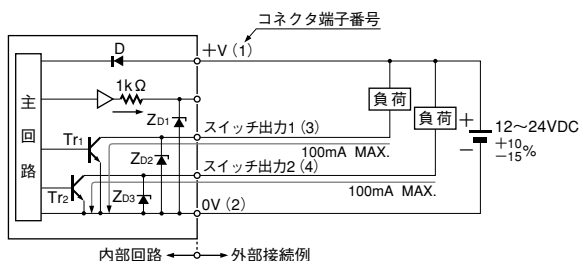 コネクタ端子番号
D
＋V（1）
1kΩ
主回路
ZD1
負荷
負荷
＋
－
12〜24VDC
＋10
－15%
Tr1
スイッチ出力1（3）
ZD2
100mA MAX.
スイッチ出力2（4）
Tr2
ZD3
100mA MAX.
0V（2）
内部回路
外部接続例